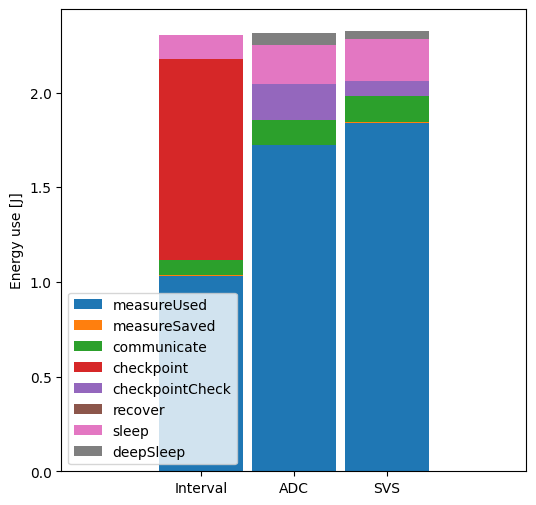 Energy use [J]
2.0
1.5
1.0
0.5
0.0
measureUsed
measureSaved
communicate
checkpoint
checkpointCheck
recover
sleep
deepSleep
Interval ADC SVS